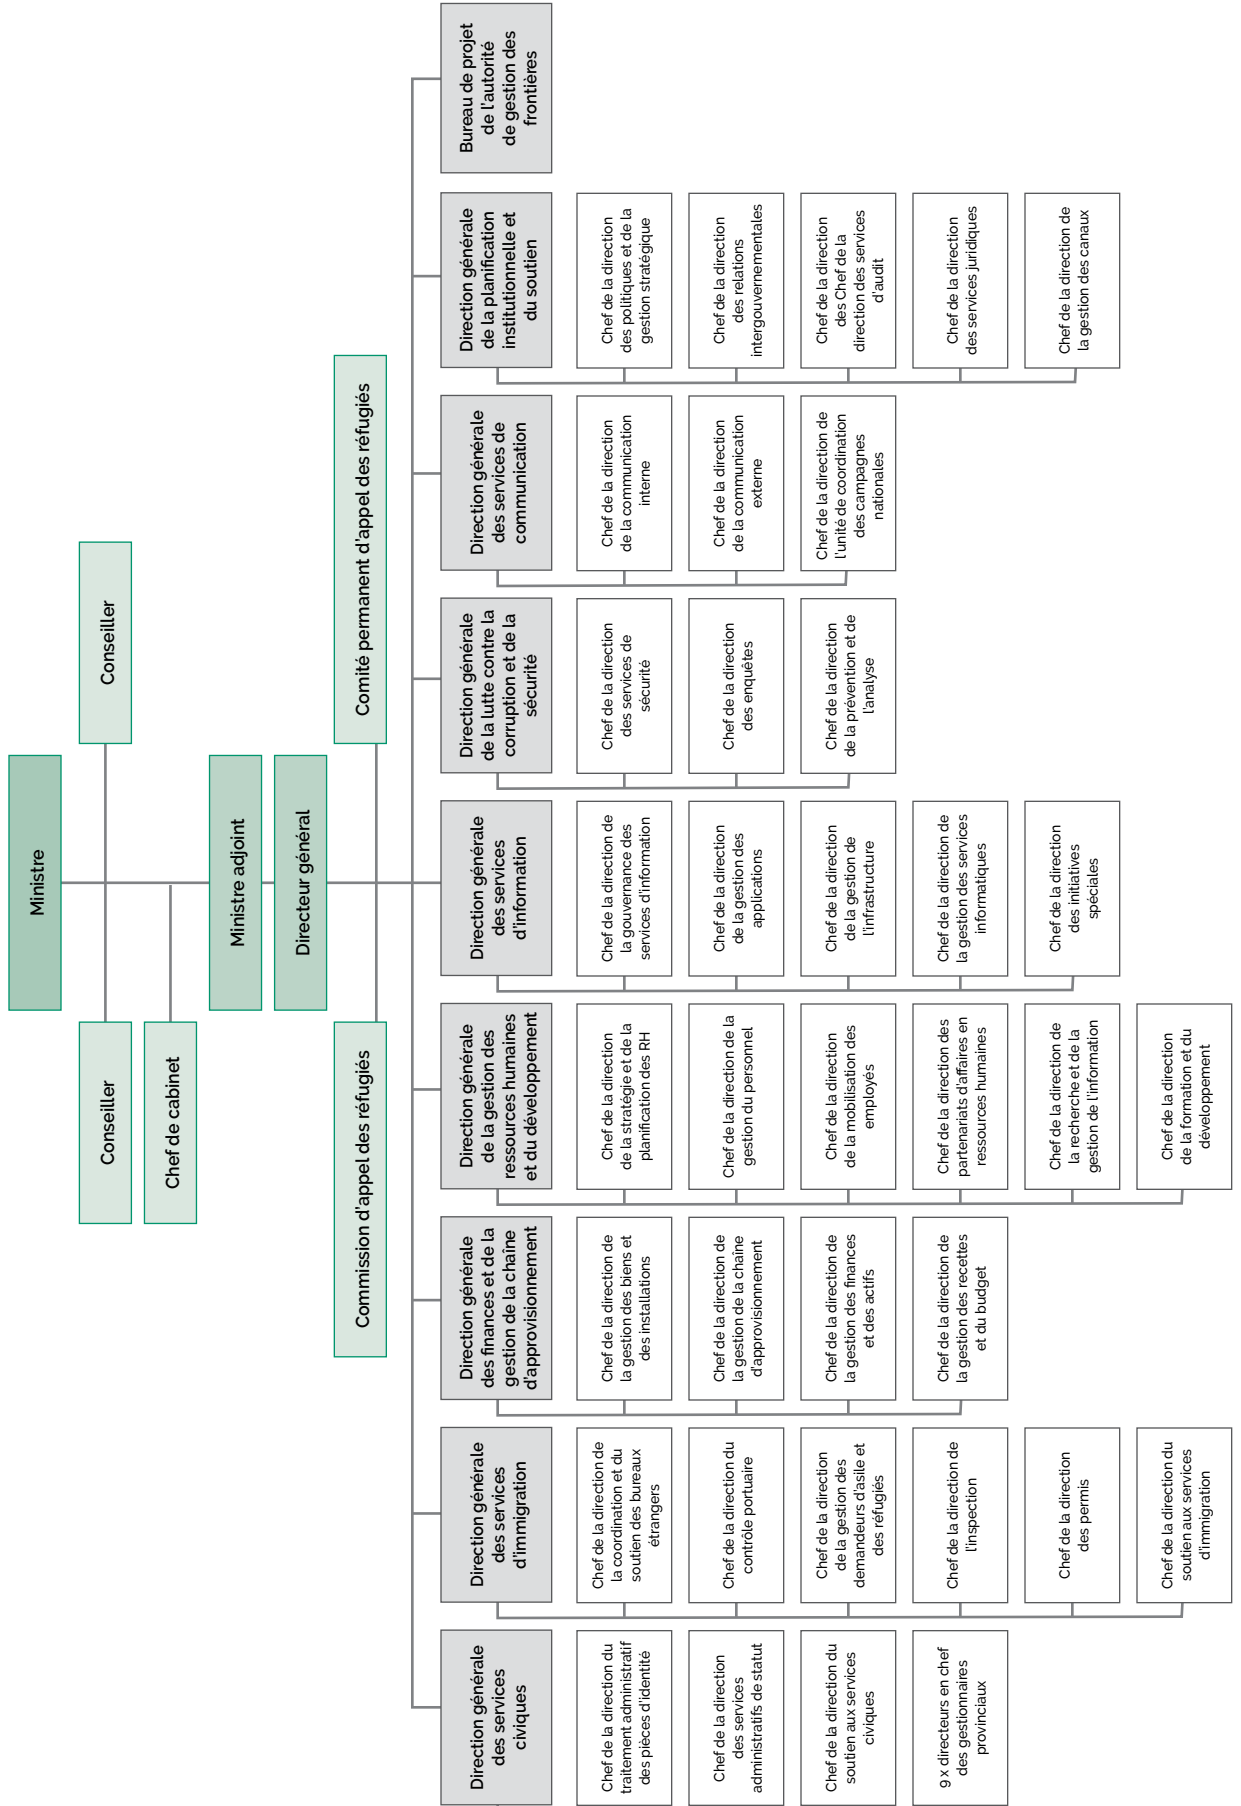 Ministre
Conseiller
Conseiller
Chef de cabinet
Ministre adjoint
Directeur général
Commission d'appel des réfugiés
Comité permanent d'appel des réfugiés
Direction générale
des services
civiques
Chef de la direction du
traitement administratif
des pièces d'identité
Chef de la direction
des services
administratifs de statut
Chef de la direction du
soutien aux services
civiques
9 x directeurs en chef
des gestionnaires
provinciaux
Direction générale
des services
d'immigration
Chef de la direction de
la coordination et du
soutien des bureaux
étrangers
Chef de la direction du
contrôle portuaire
Chef de la direction
de la gestion des
demandeurs d'asile et
des réfugiés
Chef de la direction de
l'inspection
Chef de la direction
des permis
Chef de la direction du
soutien aux services
d'immigration
Direction générale
des finances et de la
gestion de la chaîne
d'approvisionnement
Chef de la direction de
la gestion des biens et
des installations
Chef de la direction de
la gestion de la chaîne
d'approvisionnement
Chef de la direction de
la gestion des finances
et des actifs
Chef de la direction de
la gestion des recettes
et du budget
Direction générale
de la gestion des
ressources humaines
et du développement
Chef de la direction
de la stratégie et de la
planification des RH
Chef de la direction de la
gestion du personnel
Chef de la direction
de la mobilisation des
employés
Chef de la direction des
partenariats d'affaires en
ressources humaines
Chef de la direction de
la recherche et de la
gestion de l'information
Chef de la direction
de la formation et du
développement
Direction générale
des services
d'information
Chef de la direction de
la gouvernance des
services d'information
Chef de la direction
de la gestion des
applications
Chef de la direction
de la gestion de
l'infrastructure
Chef de la direction de
la gestion des services
informatiques
Chef de la direction
des initiatives
spéciales
Direction générale
de la lutte contre la
corruption et de la
sécurité
Chef de la direction
des services de
sécurité
Chef de la direction
des enquêtes
Chef de la direction
de la prévention et de
l'analyse
Direction générale
des services de
communication
Chef de la direction
de la communication
interne
Chef de la direction
de la communication
externe
Chef de la direction de
l'unité de coordination
des campagnes
nationales
Direction générale
de la planification
institutionnelle et
du soutien
Chef de la direction
des politiques et de la
gestion stratégique
Chef de la direction
des relations
intergouvernementales
Chef de la direction
des Chef de la
direction des services
d'audit
Chef de la direction
des services juridiques
Chef de la direction de
la gestion des canaux
Bureau de projet
de l'autorité
de gestion des
frontières